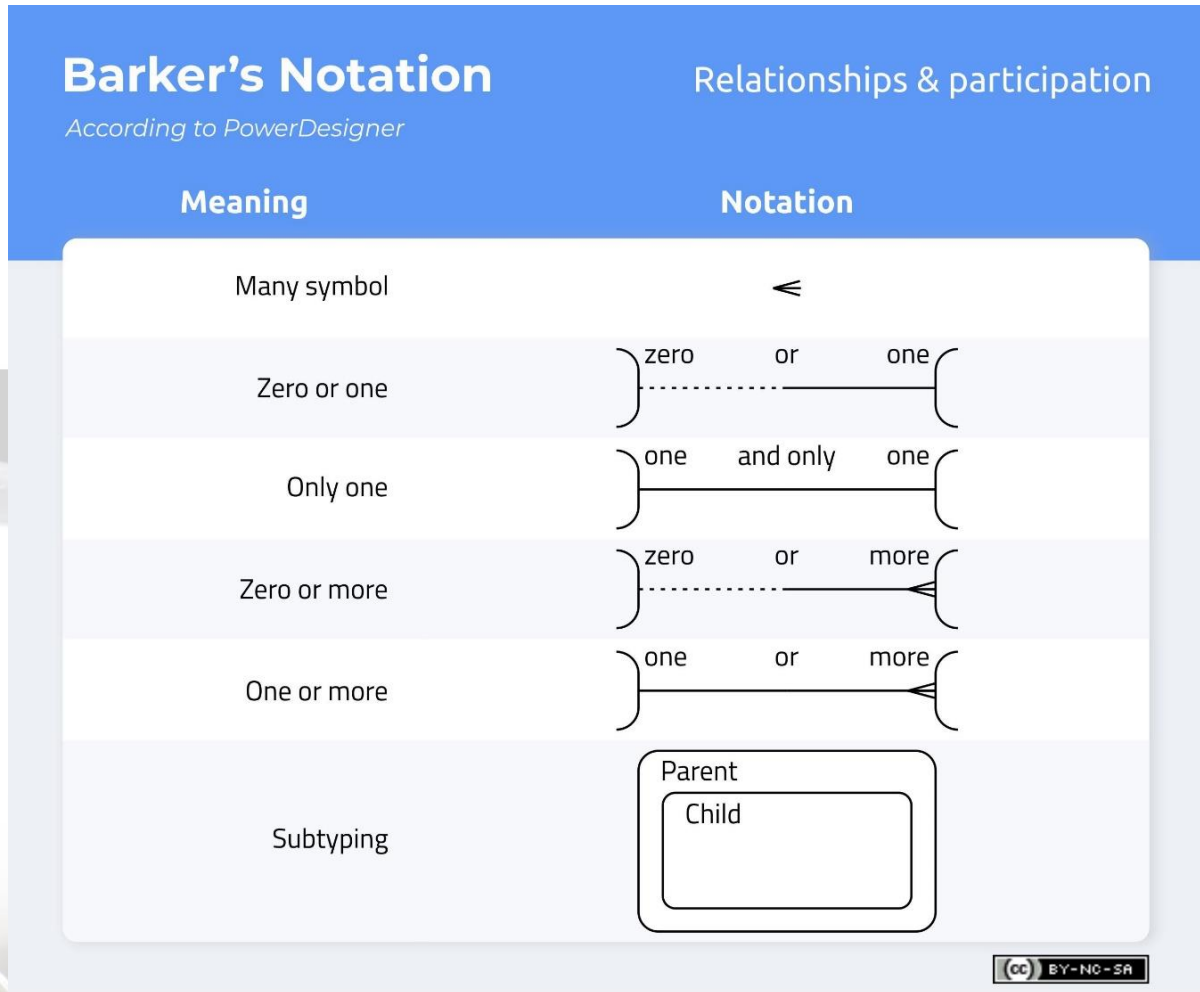 Barker's Notation
Relationships & participation
According to PowerDesigner
Meaning
Notation
Many symbol
Zero or one
zero or one
Only one
one and only one
Zero or more
zero or more
One or more
one or more
Subtyping
Parent
Child
(cc) BY-NC-SA